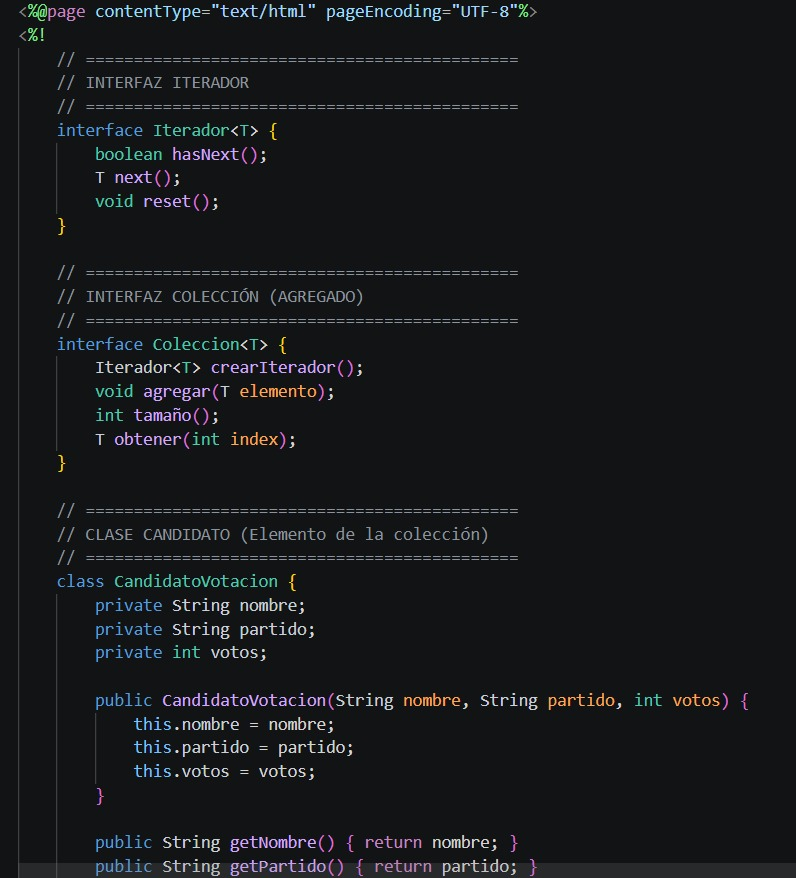 <%@page contentType="text/html" pageEncoding="UTF-8"%>
<%!
// =============================================
// INTERFAZ ITERADOR
// =============================================
interface Iterador<T> {
boolean hasNext();
T next();
void reset();
}
// =============================================
// INTERFAZ COLECCIÓN (AGREGADO)
// =============================================
interface Coleccion<T> {
Iterador<T> crearIterador();
void agregar(T elemento);
int tamaño();
T obtener(int index);
}
// =============================================
// CLASE CANDIDATO (Elemento de la colección)
// =============================================
class CandidatoVotacion {
private String nombre;
private String partido;
private int votos;
public CandidatoVotacion(String nombre, String partido, int votos) {
this.nombre = nombre;
this.partido = partido;
this.votos = votos;
}
public String getNombre() { return nombre; }
public String getPartido() { return partido; }